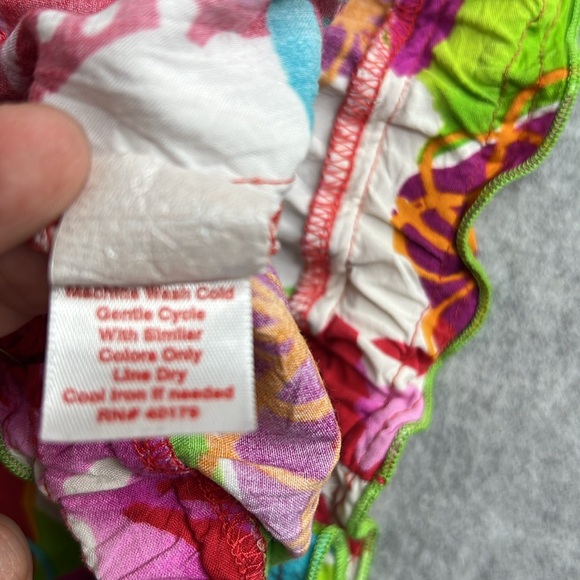 Machine Wash Cold
Gentle Cycle
With Similar
Colors Only
Line Dry
Cool Iron If needed
RN# 40179